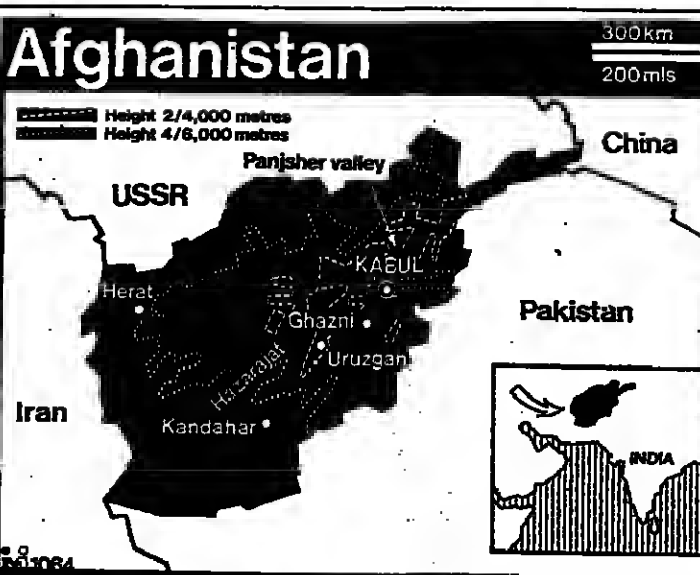 Afghanistan
300km
200mls
Height 2/4,000 metres
Height 4/6,000 metres
Panjsher valley
China
USSR
KABUL
Herat
Ghazni
Pakistan
Uruzgan
Hazarajat
Iran
Kandahar
INDIA